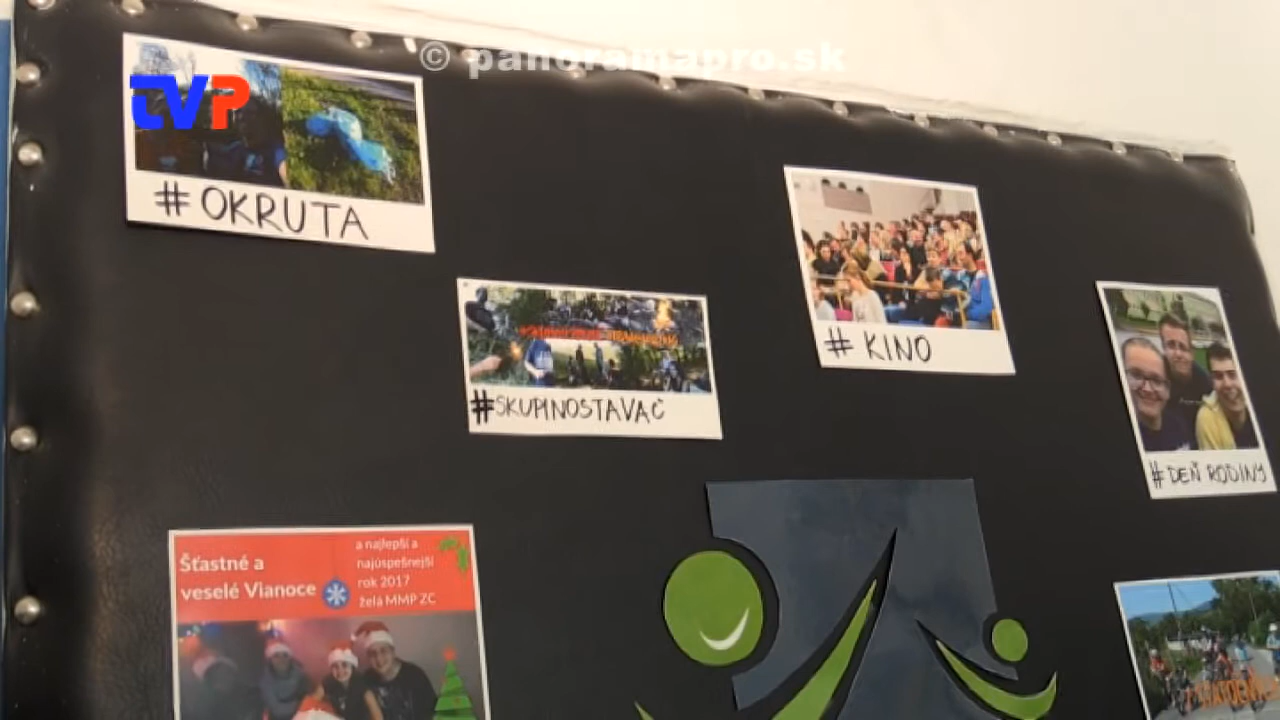 © panoramapro.sk
TVP
# OKRUTA
#SKUPINOSTAVAČ
# KINO
# DEŇ RODINY
Šťastné a
veselé Vianoce
a najlepší a
najúspešnejší
rok 2017
želá MMP ZC